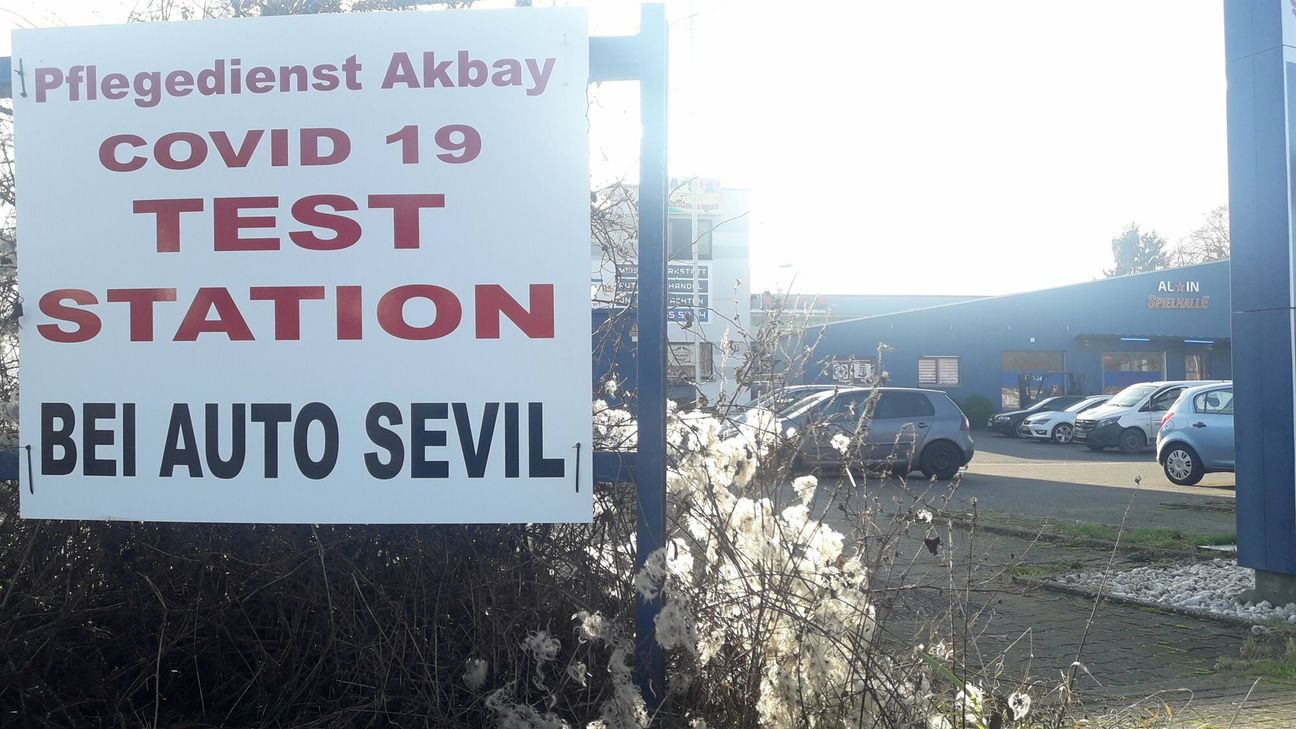 Pflegedienst Akbay
COVID 19
TEST
STATION
BEI AUTO SEVIL
AL★IN
SPIELHALLE